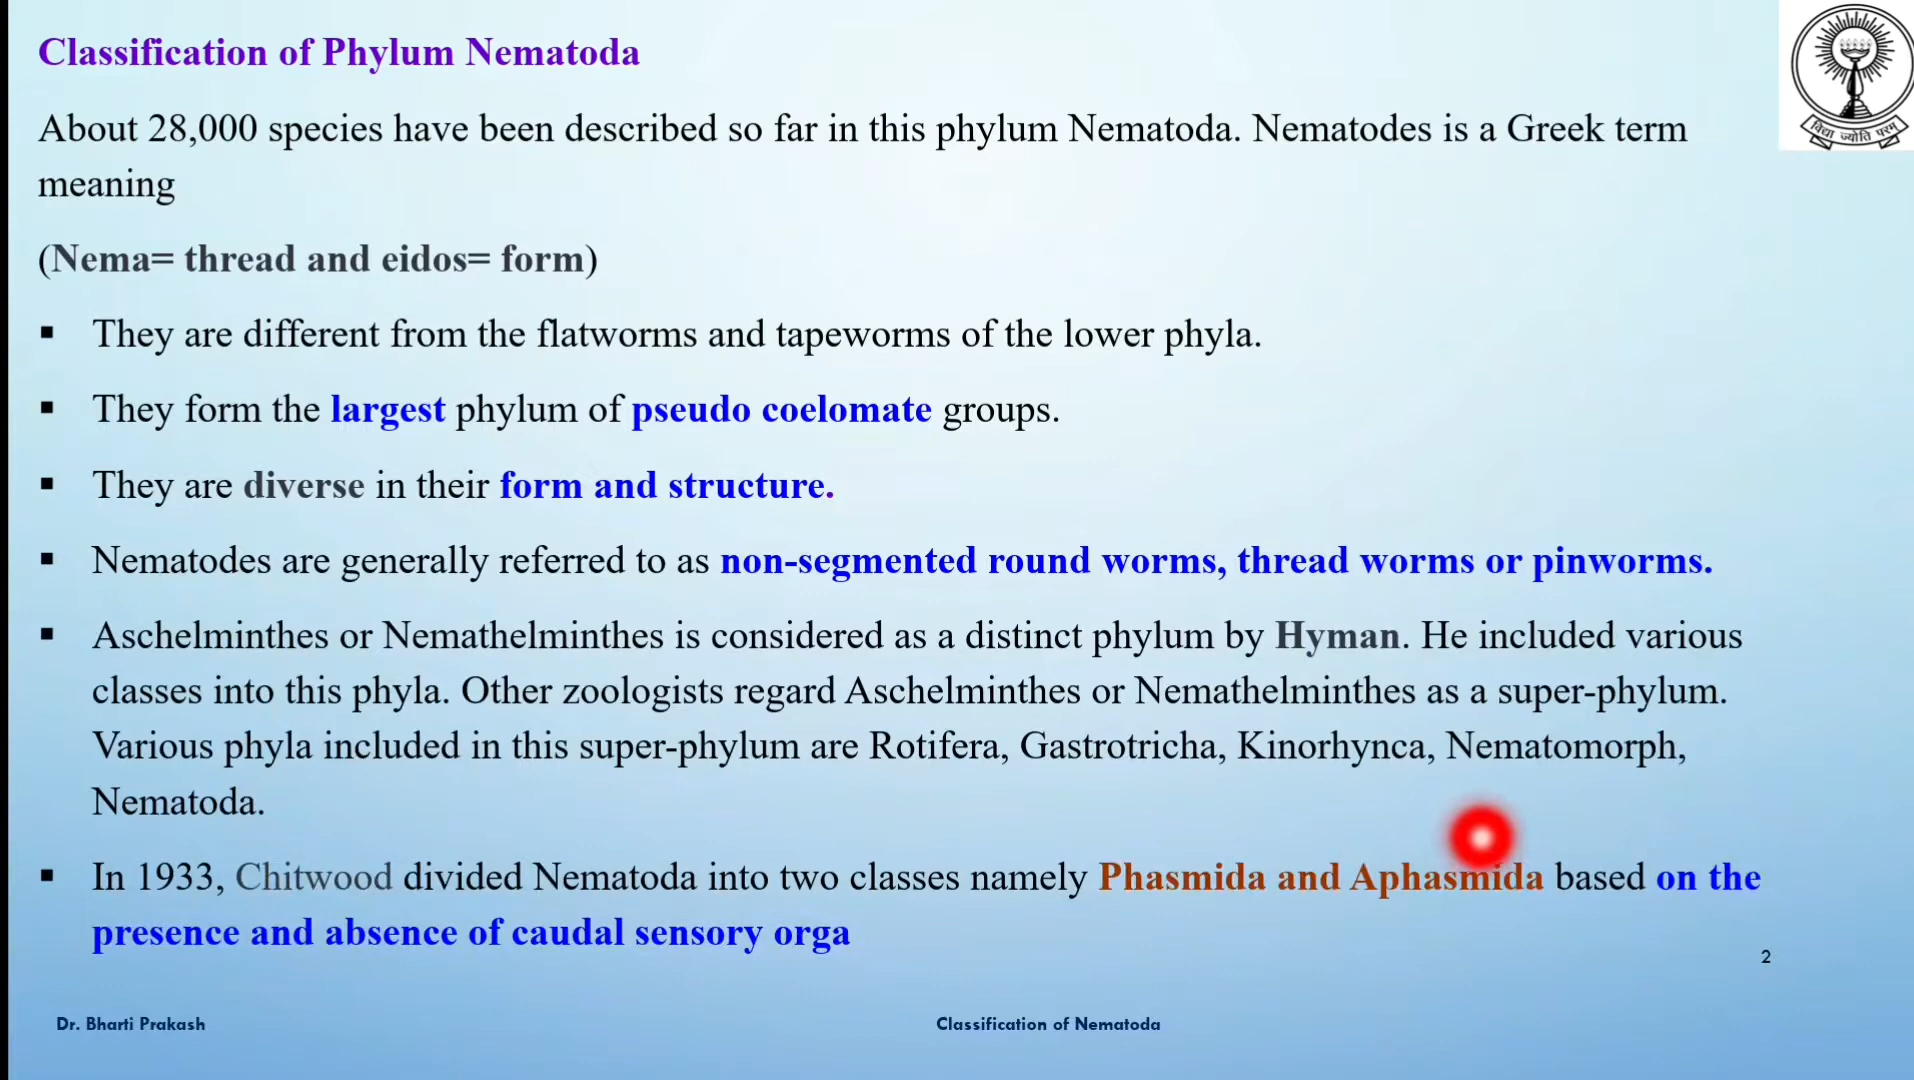 Classification of Phylum Nematoda
About 28,000 species have been described so far in this phylum Nematoda. Nematodes is a Greek term
meaning
(Nema= thread and eidos= form)
▪ They are different from the flatworms and tapeworms of the lower phyla.
▪ They form the largest phylum of pseudo coelomate groups.
▪ They are diverse in their form and structure.
▪ Nematodes are generally referred to as non-segmented round worms, thread worms or pinworms.
▪ Aschelminthes or Nemathelminthes is considered as a distinct phylum by Hyman. He included various
classes into this phyla. Other zoologists regard Aschelminthes or Nemathelminthes as a super-phylum.
Various phyla included in this super-phylum are Rotifera, Gastrotricha, Kinorhynca, Nematomorph,
Nematoda.
▪ In 1933, Chitwood divided Nematoda into two classes namely Phasmida and Aphasmida based on the
presence and absence of caudal sensory orga
2
Dr. Bharti Prakash
Classification of Nematoda
विद्या ज्योति परम्